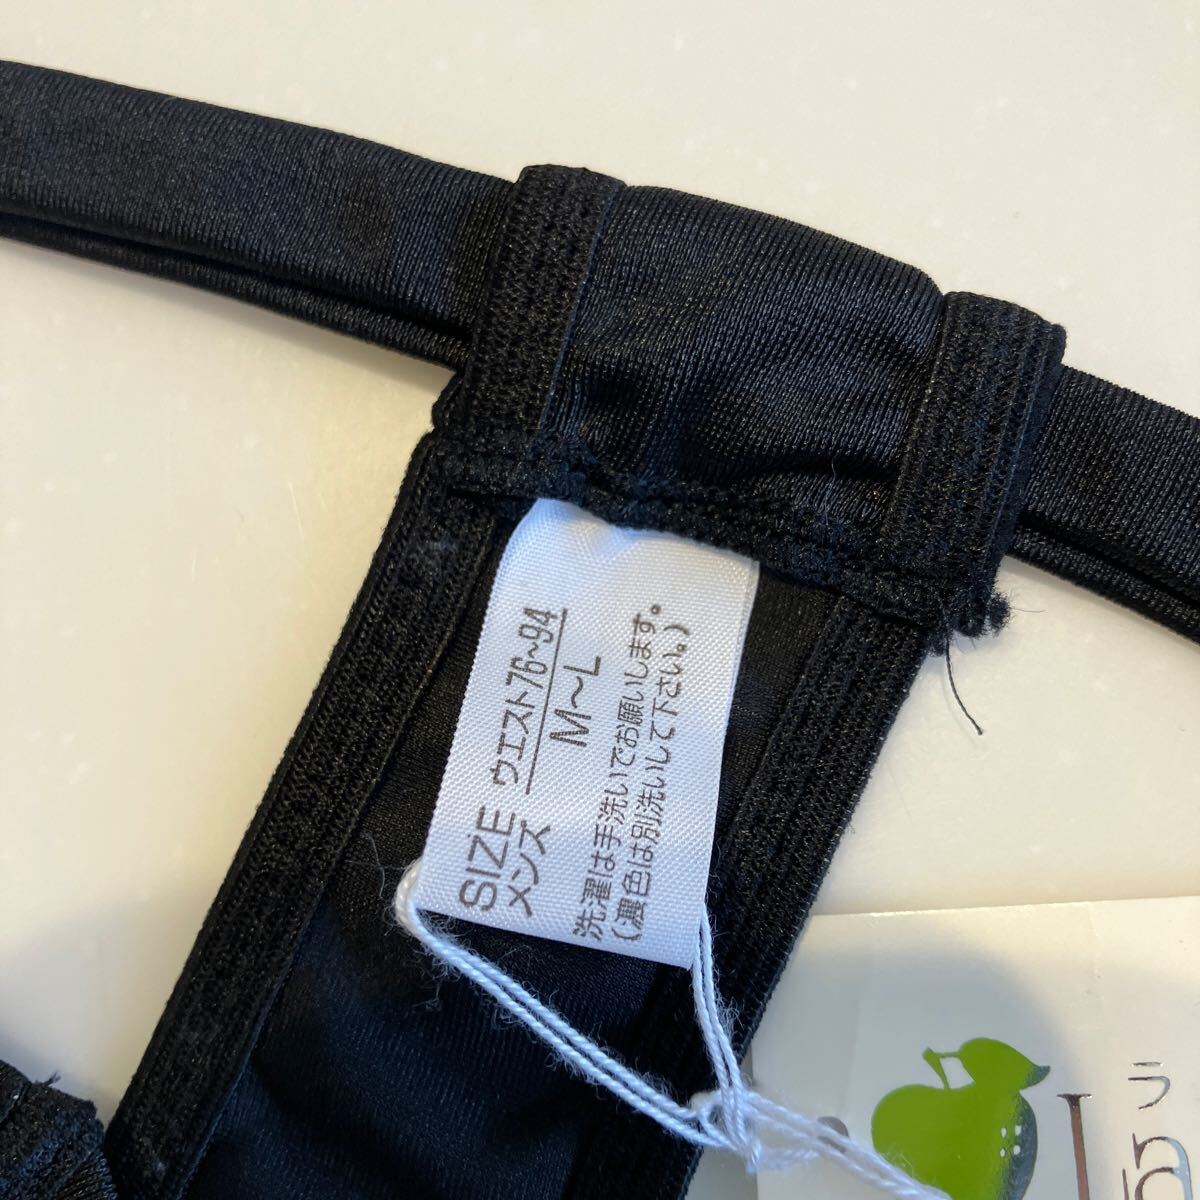 SIZE ウエスト76~94
メンズ M~L
洗濯は手洗いでお願いします。
(濃色は別洗いして下さい。)
ラ